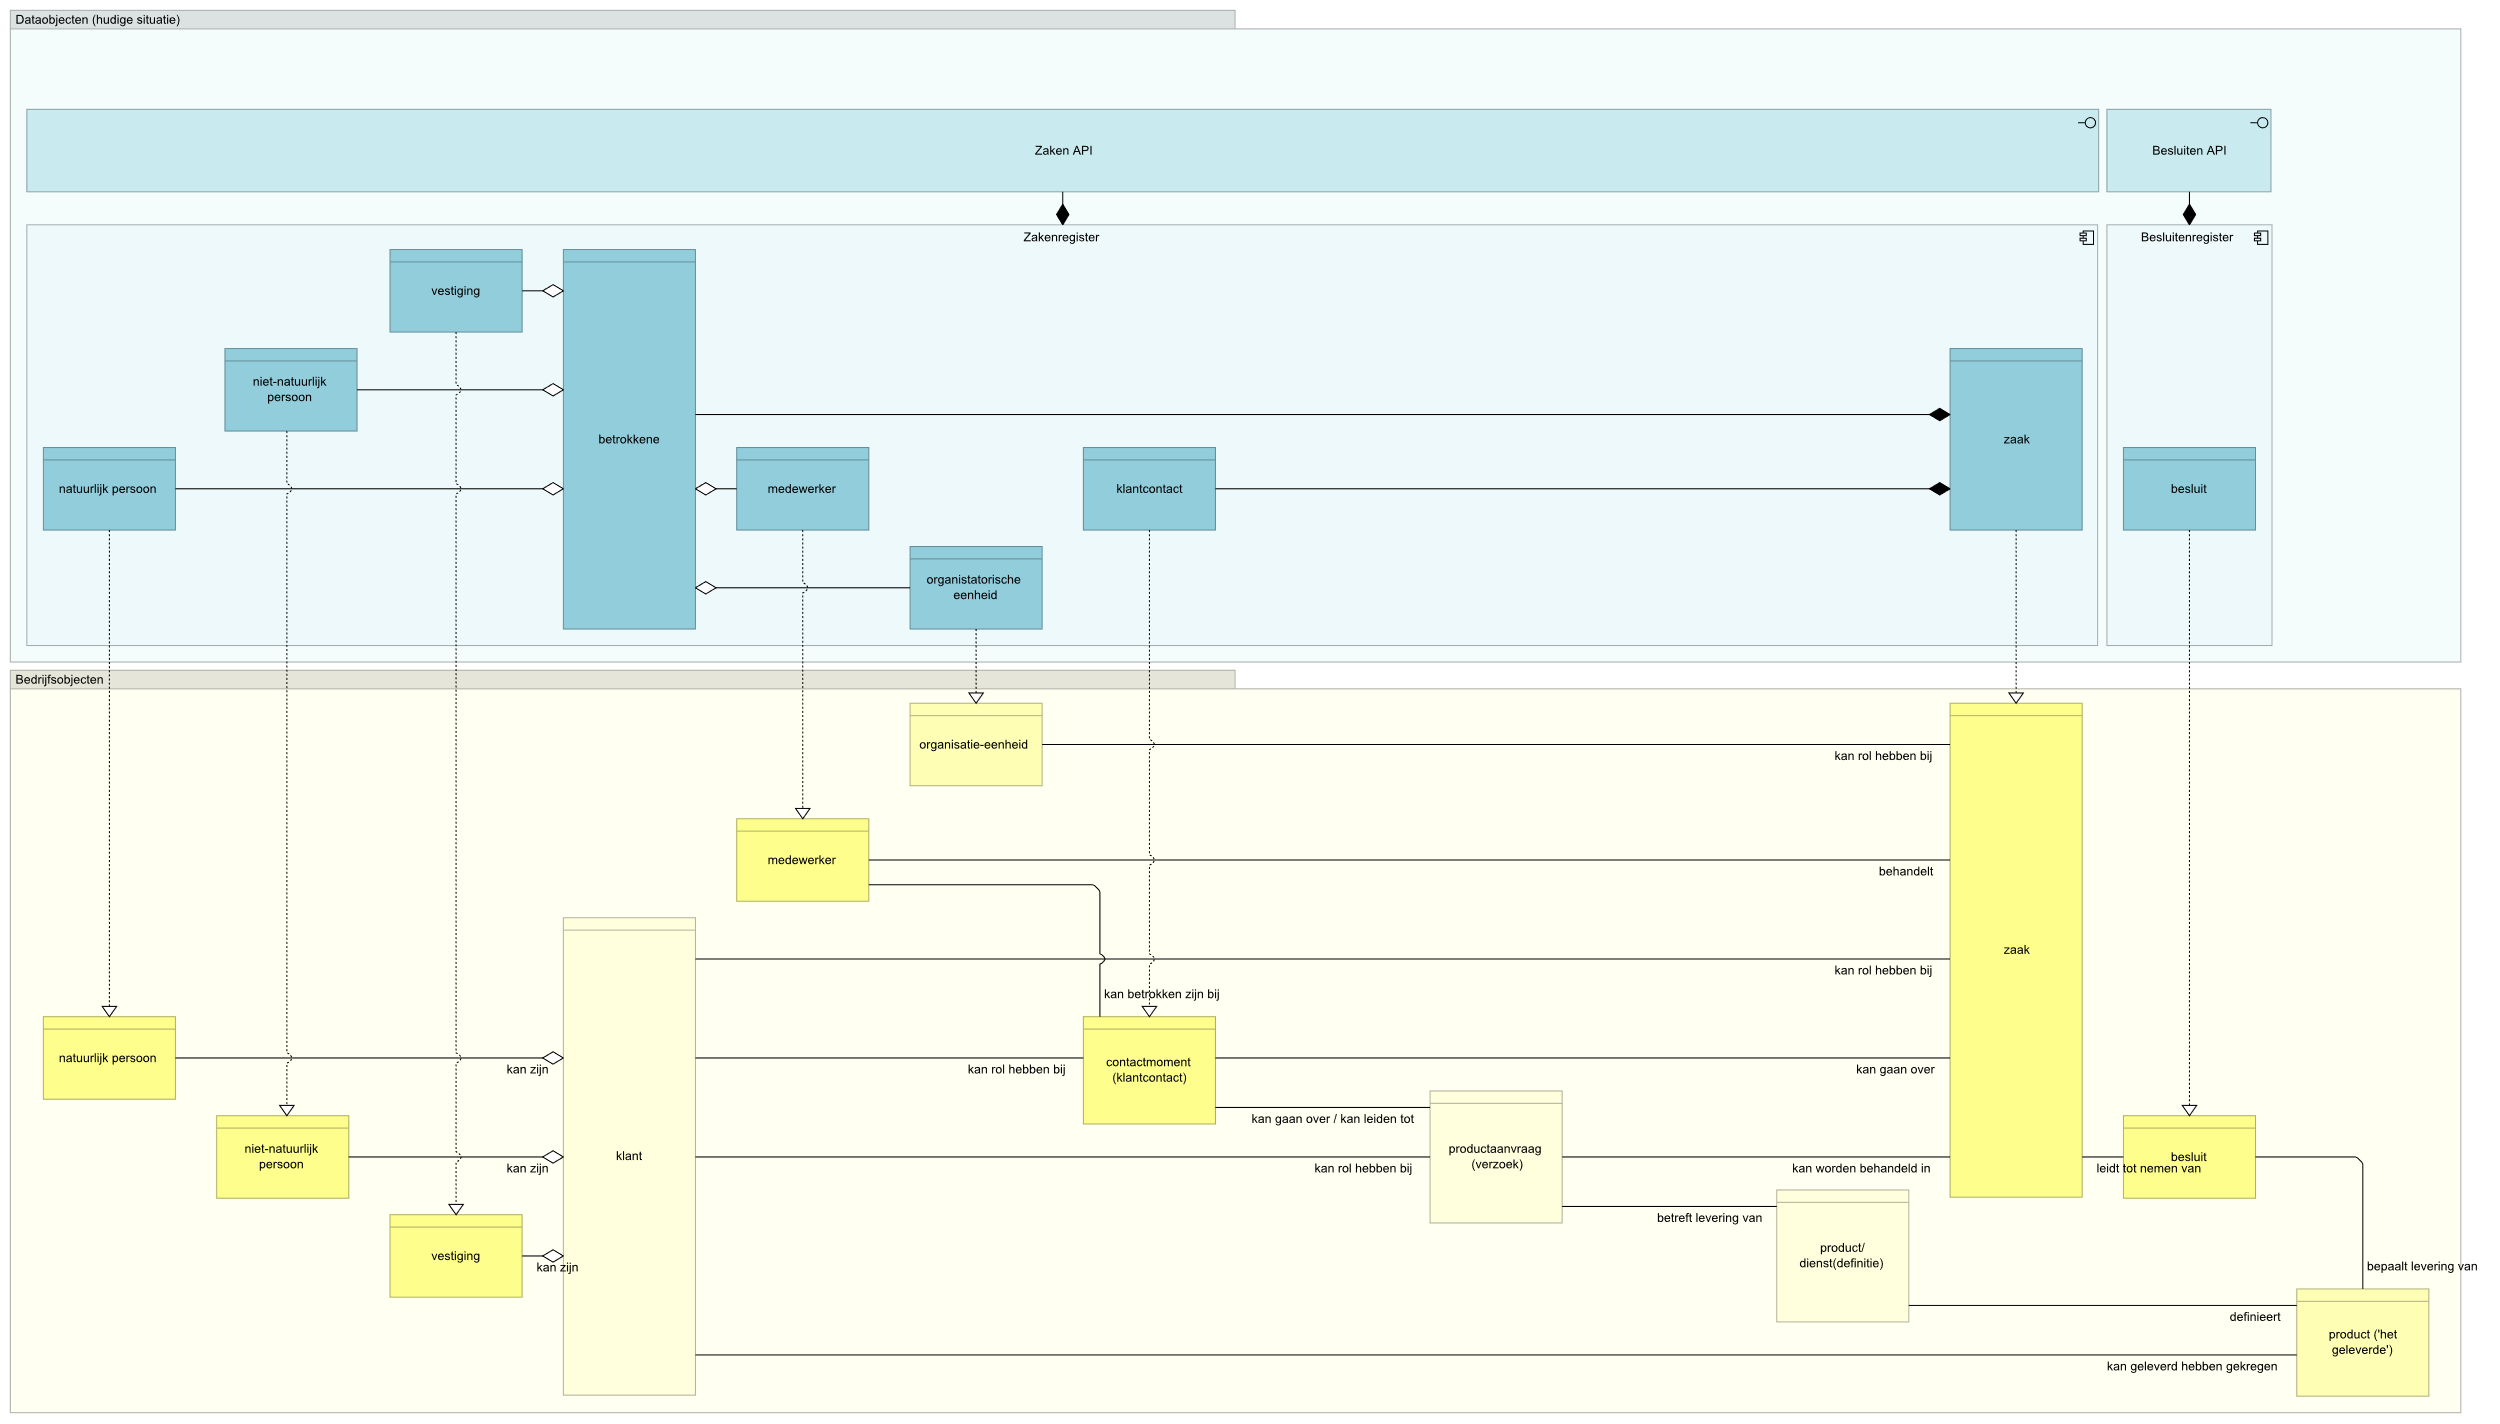 Dataobjecten (hudige situatie)
Zaken API
Besluiten API
Zakenregister
Besluitenregister
vestiging
niet-natuurlijk
persoon
betrokkene
zaak
natuurlijk persoon
medewerker
klantcontact
besluit
organistatorische
eenheid
Bedrijfsobjecten
organisatie-eenheid
kan rol hebben bij
medewerker
behandelt
zaak
kan rol hebben bij
kan betrokken zijn bij
natuurlijk persoon
kan zijn
kan rol hebben bij
contactmoment
(klantcontact)
kan gaan over
kan gaan over / kan leiden tot
niet-natuurlijk
persoon
kan zijn
klant
kan rol hebben bij
productaanvraag
(verzoek)
kan worden behandeld in
leidt tot nemen van
besluit
betreft levering van
vestiging
kan zijn
product/
dienst(definitie)
bepaalt levering van
definieert
product ('het
geleverde')
kan geleverd hebben gekregen